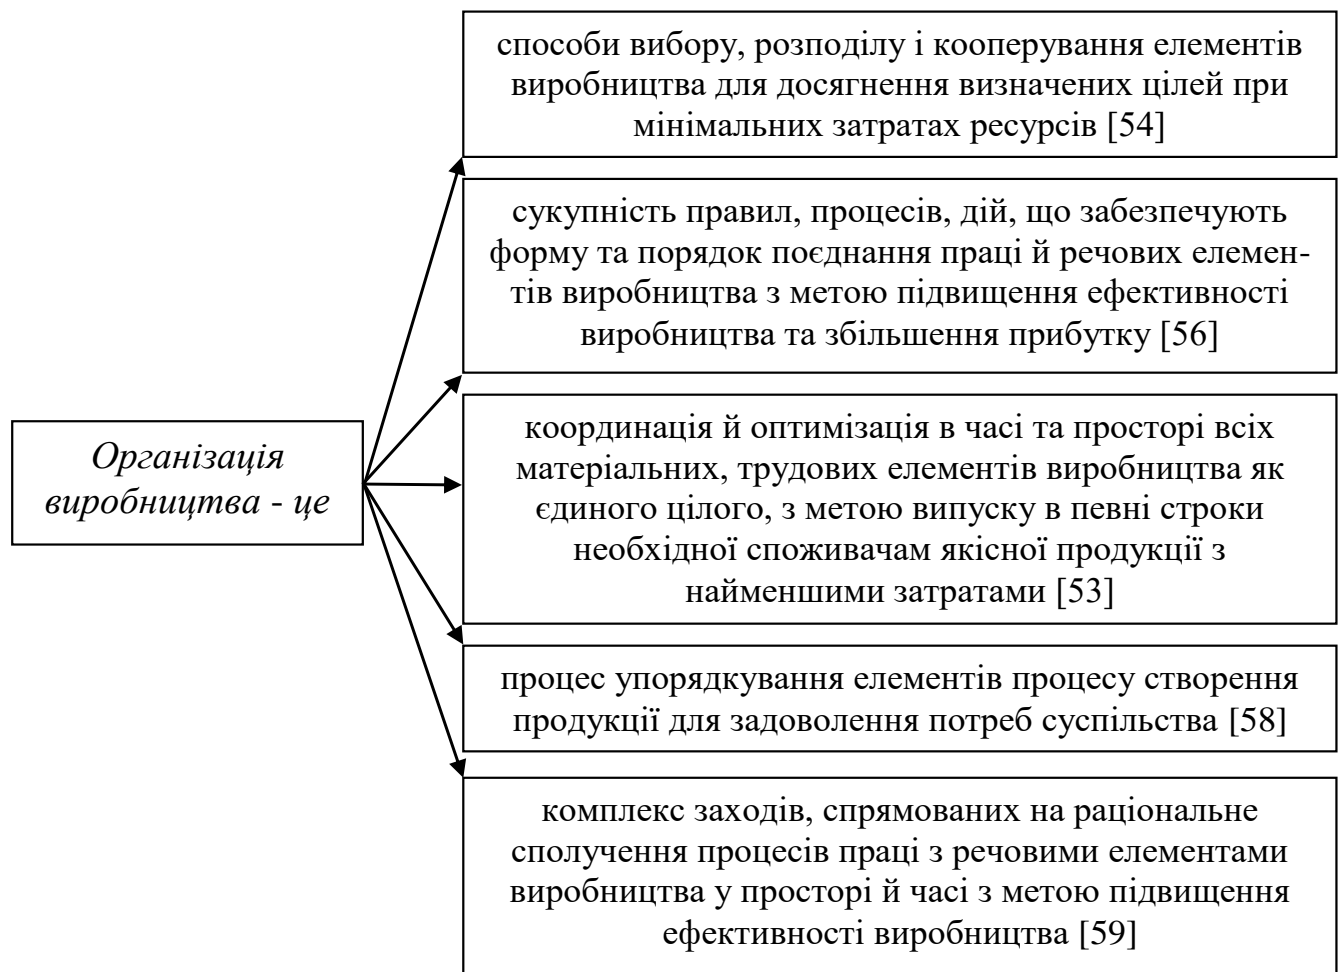 способи вибору, розподілу і кооперування елементів
виробництва для досягнення визначених цілей при
мінімальних затратах ресурсів [54]
сукупність правил, процесів, дій, що забезпечують
форму та порядок поєднання праці й речових елемен-
тів виробництва з метою підвищення ефективності
виробництва та збільшення прибутку [56]
Організація
виробництва - це
координація й оптимізація в часі та просторі всіх
матеріальних, трудових елементів виробництва як
єдиного цілого, з метою випуску в певні строки
необхідної споживачам якісної продукції з
найменшими затратами [53]
процес упорядкування елементів процесу створення
продукції для задоволення потреб суспільства [58]
комплекс заходів, спрямованих на раціональне
сполучення процесів праці з речовими елементами
виробництва у просторі й часі з метою підвищення
ефективності виробництва [59]